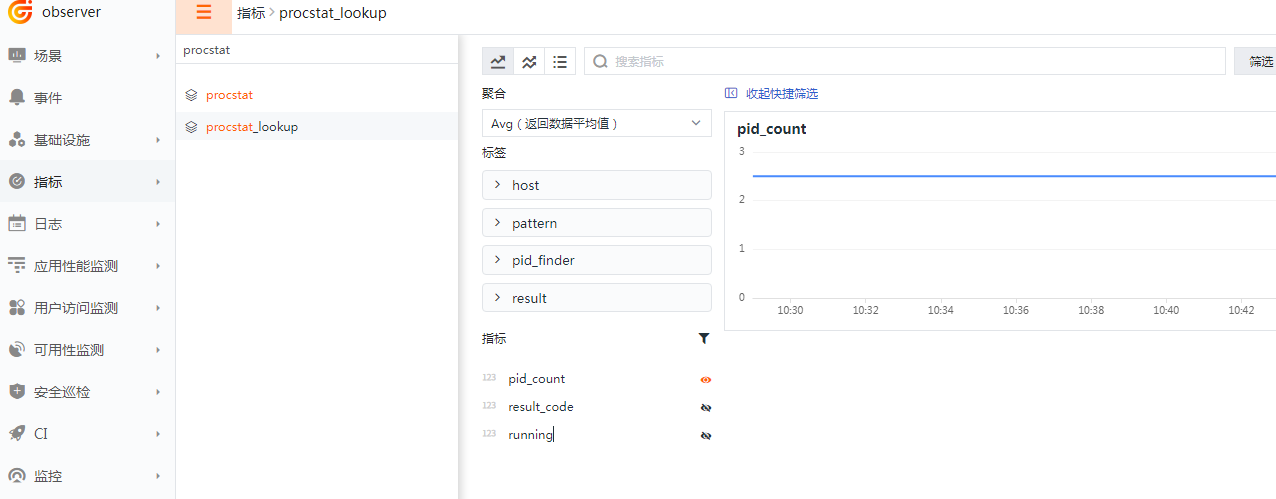 observer
指标 > procstat_lookup
场景
事件
基础设施
指标
日志
应用性能监测
用户访问监测
可用性监测
安全巡检
CI
监控
procstat
procstat
procstat_lookup
搜索指标
筛选
聚合
Avg ( 返回数据平均值 )
标签
host
pattern
pid_finder
result
指标
123 pid_count
123 result_code
123 running
收起快捷筛选
pid_count
3
2
1
0
10:30 10:32 10:34 10:36 10:38 10:40 10:42